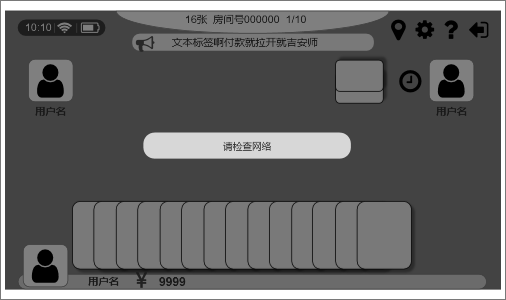 16张 房间号000000 1/10
10:10
文本标签啊付款就拉开就吉安师
用户名
用户名
请检查网络
用户名 ¥ 9999